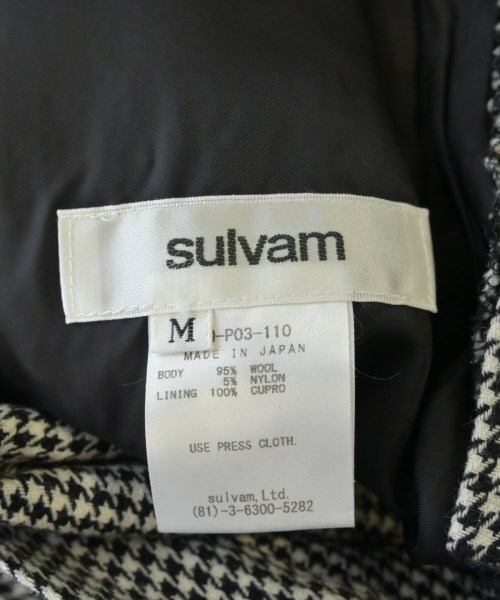 sulvam
M
-P03-110
MADE IN JAPAN
BODY 95% WOOL
5% NYLON
LINING 100% CUPRO
USE PRESS CLOTH.
sulvam, Ltd.
(81)-3-6300-5282